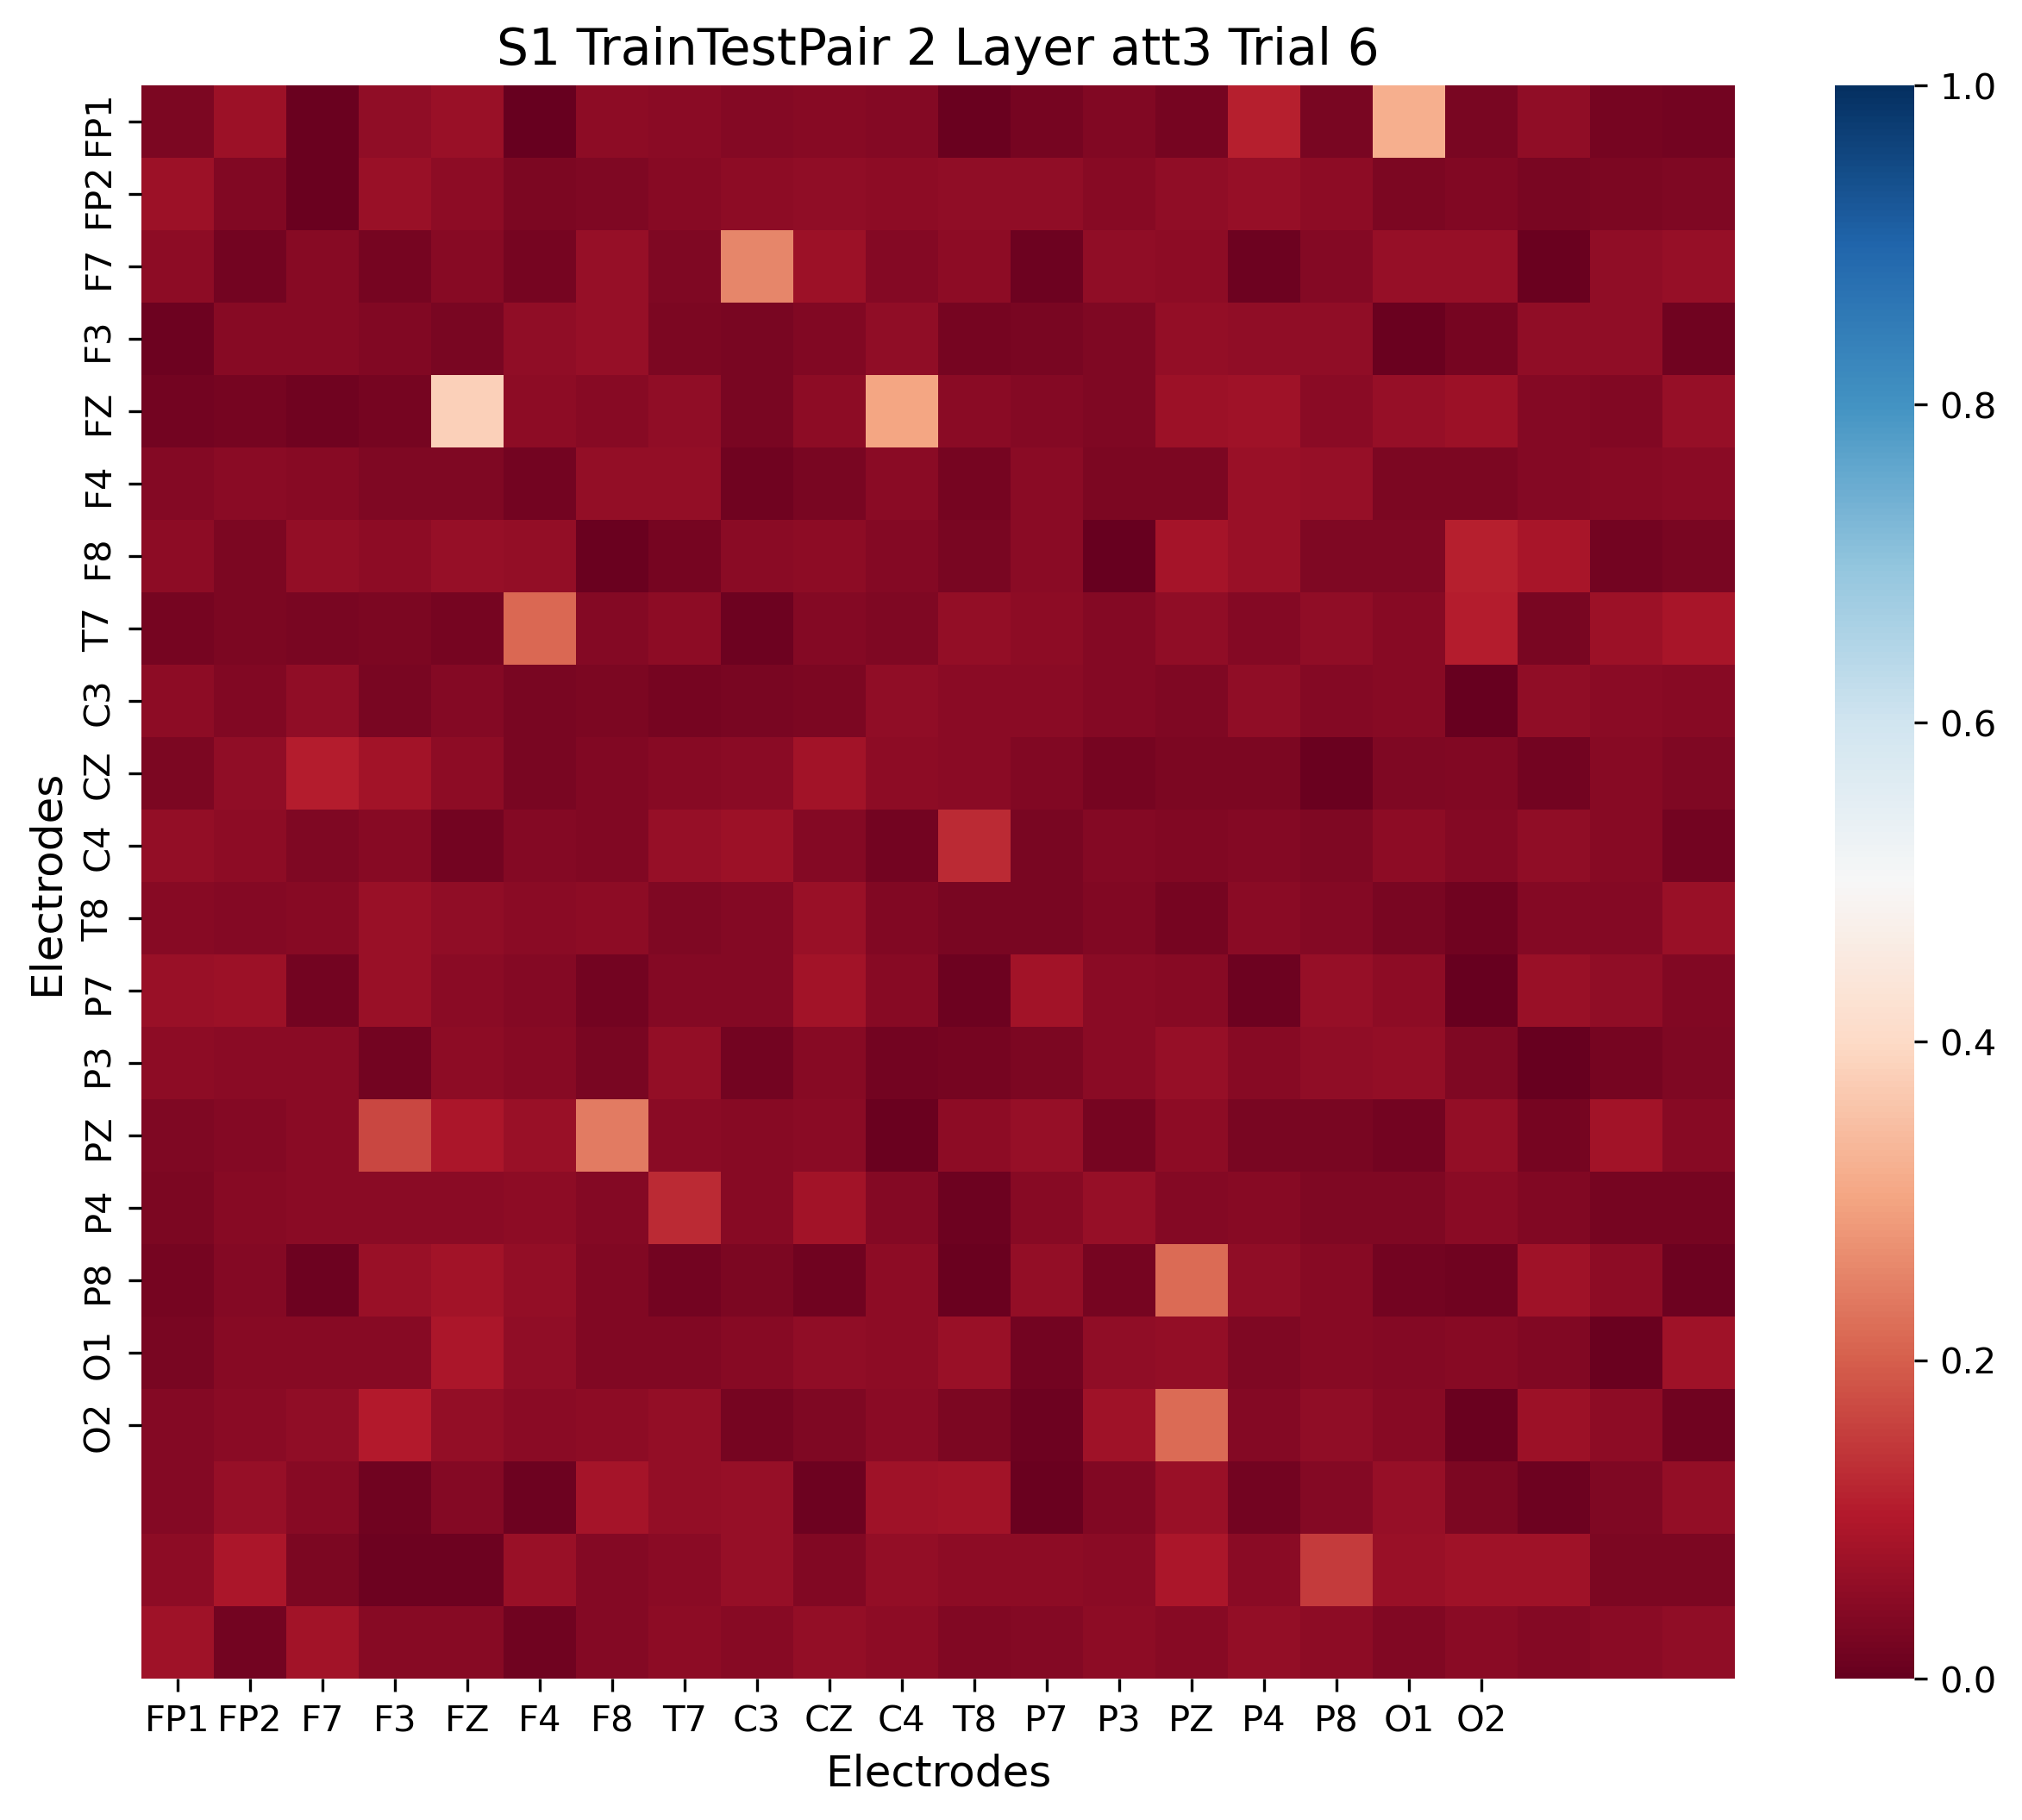 S1 TrainTestPair 2 Layer att3 Trial 6
Electrodes
FP1
FP2
F7
F3
FZ
F4
F8
T7
C3
CZ
C4
T8
P7
P3
PZ
P4
P8
O1
O2
FP1 FP2 F7 F3 FZ F4 F8 T7 C3 CZ C4 T8 P7 P3 PZ P4 P8 O1 O2
Electrodes
1.0
0.8
0.6
0.4
0.2
0.0